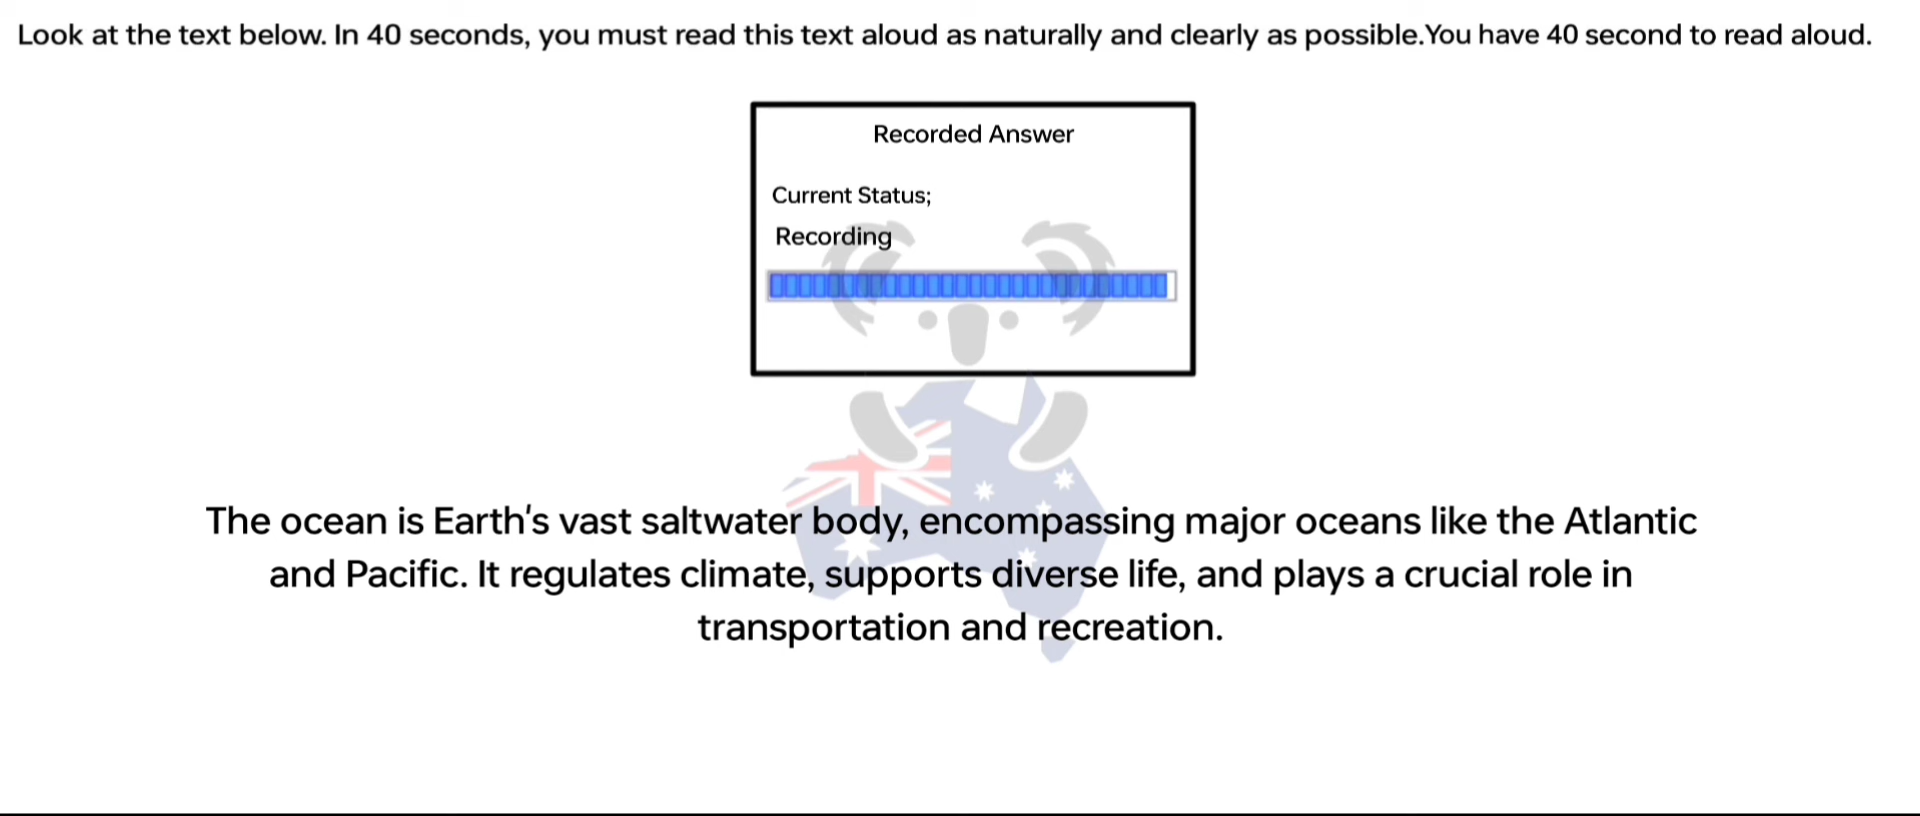 Look at the text below. In 40 seconds, you must read this text aloud as naturally and clearly as possible.You have 40 second to read aloud.
Recorded Answer
Current Status;
Recording
The ocean is Earth's vast saltwater body, encompassing major oceans like the Atlantic
and Pacific. It regulates climate, supports diverse life, and plays a crucial role in
transportation and recreation.